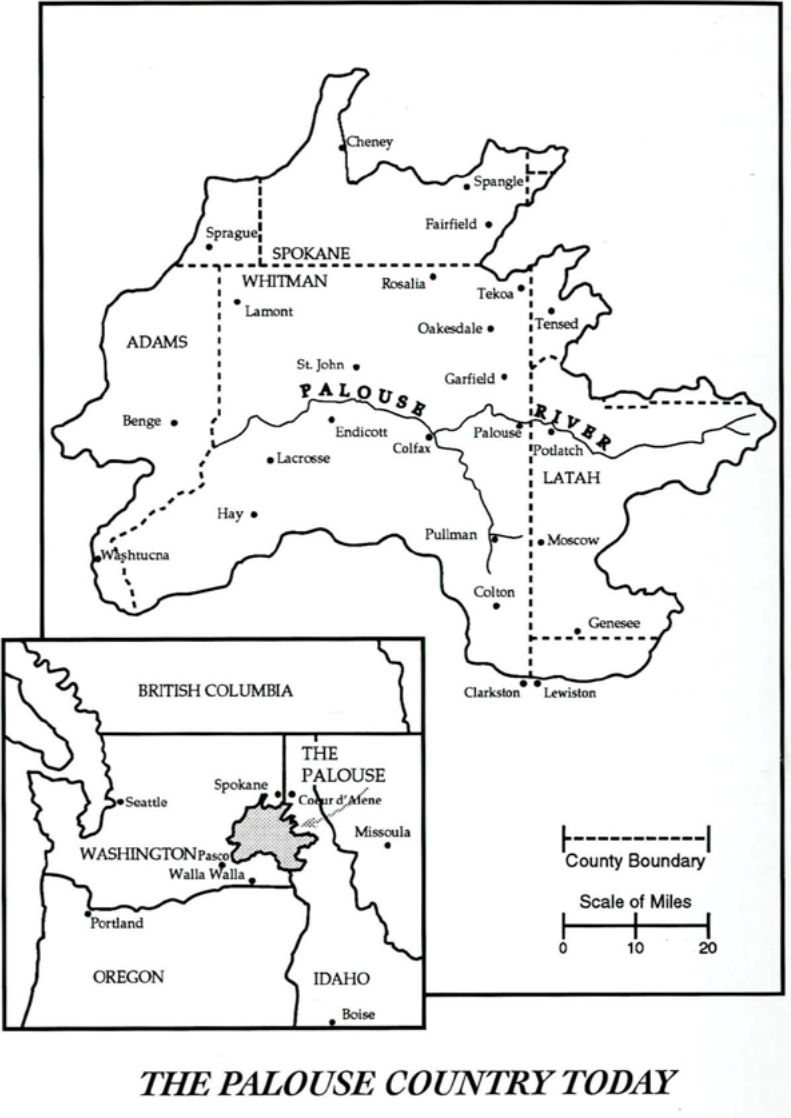 Cheney
Spangle
Fairfield
Sprague
SPOKANE
WHITMAN
Rosalia
Tekoa
Lamont
Tensed
Oakesdale
ADAMS
St. John
Garfield
PALOUSE RIVER
Benge
Endicott
Palouse
Colfax
Potlatch
Lacrosse
LATAH
Hay
Pullman
Moscow
Washtucna
Colton
Genesee
Clarkston
Lewiston
BRITISH COLUMBIA
THE
PALOUSE
Spokane
Coeur d'Alene
Seattle
Missoula
WASHINGTON
Pasco
Walla Walla
Portland
OREGON
IDAHO
Boise
County Boundary
Scale of Miles
0 10 20
THE PALOUSE COUNTRY TODAY